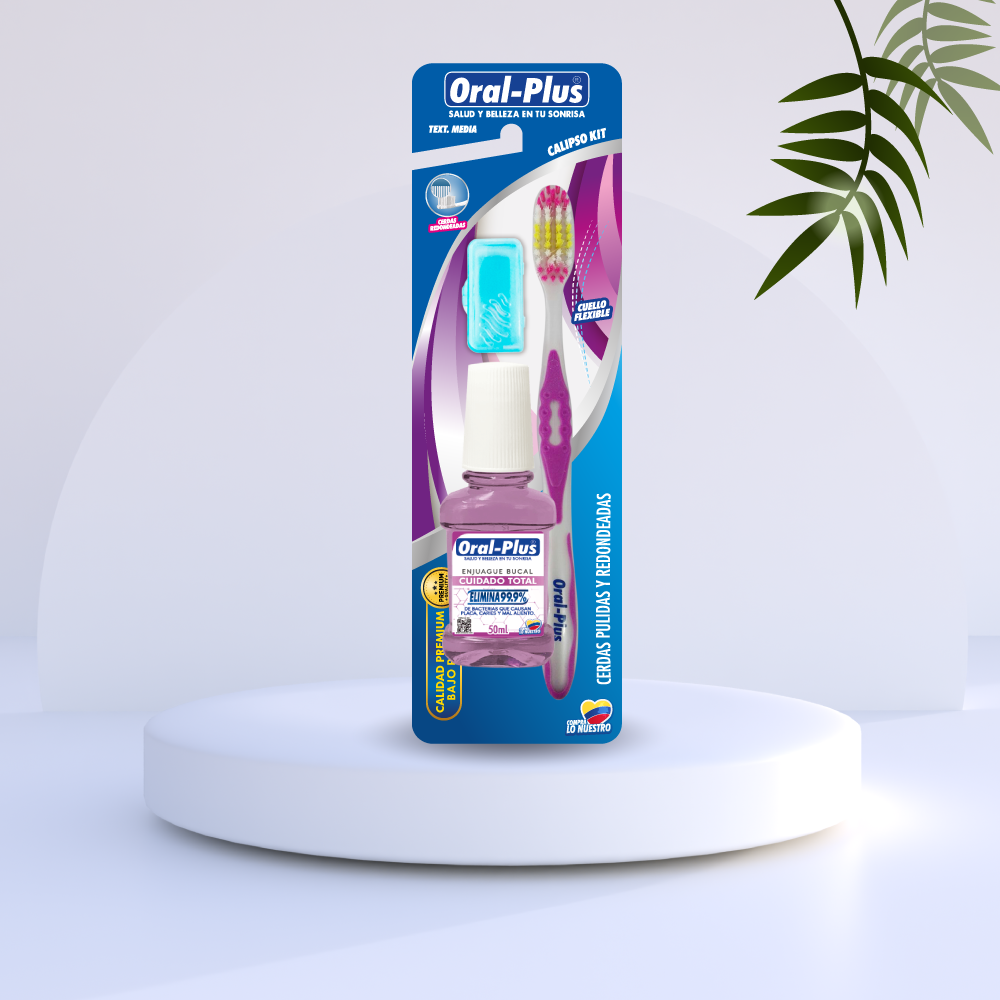 Oral-Plus®
SALUD Y BELLEZA EN TU SONRISA
TEXT. MEDIA
CALIPSO KIT
CERDAS
REDONDEADAS
CUELLO
FLEXIBLE
CERDAS PULIDAS Y REDONDEADAS
Oral-Plus
SALUD Y BELLEZA EN TU SONRISA
ENJUAGUE BUCAL
CUIDADO TOTAL
ELIMINA 99.9%
DE BACTERIAS QUE CAUSAN
PLACA, CARIES Y MAL ALIENTO.
50ml
Oral-Plus
PREMIUM
CALIDAD PREMIUM
BAJO
COMPRA
LO NUESTRO